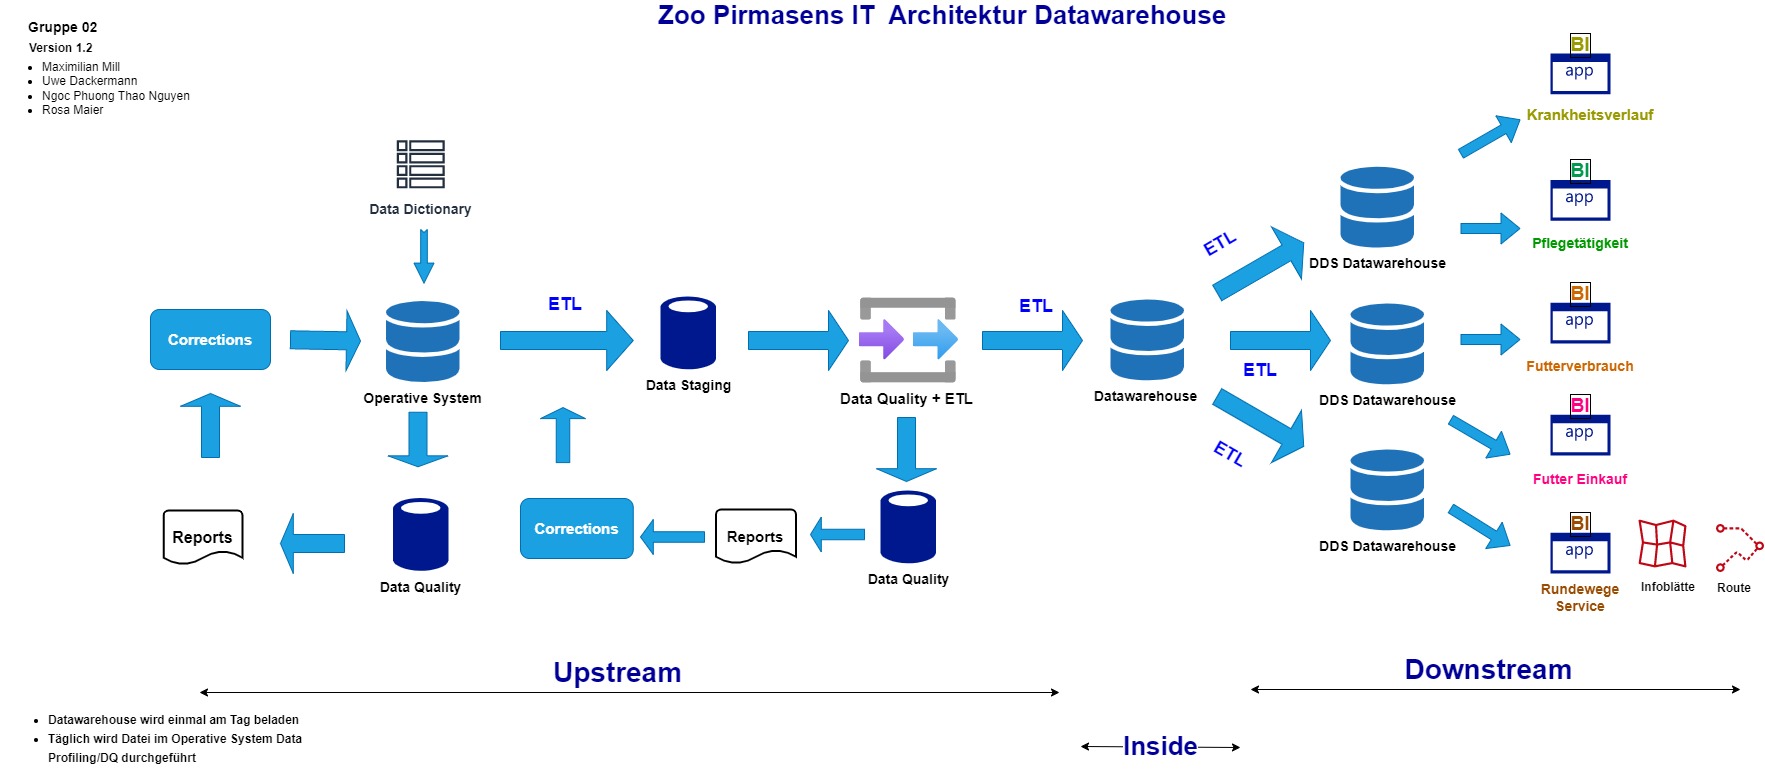 Zoo Pirmasens IT Architektur Datawarehouse
Gruppe 02
Version 1.2
Maximilian Mill
Uwe Dackermann
Ngoc Phuong Thao Nguyen
Rosa Maier
Data Dictionary
Corrections
Operative System
ETL
Data Staging
Data Quality + ETL
ETL
Datawarehouse
Reports
Data Quality
Corrections
Reports
Data Quality
ETL
ETL
ETL
DDS Datawarehouse
DDS Datawarehouse
DDS Datawarehouse
BI
app
Krankheitsverlauf
BI
app
Pflegetätigkeit
BI
app
Futterverbrauch
BI
app
Futter Einkauf
BI
app
Rundewege
Service
Infoblätte
Route
Upstream
Downstream
Inside
Datawarehouse wird einmal am Tag beladen
Täglich wird Datei im Operative System Data
Profiling/DQ durchgeführt